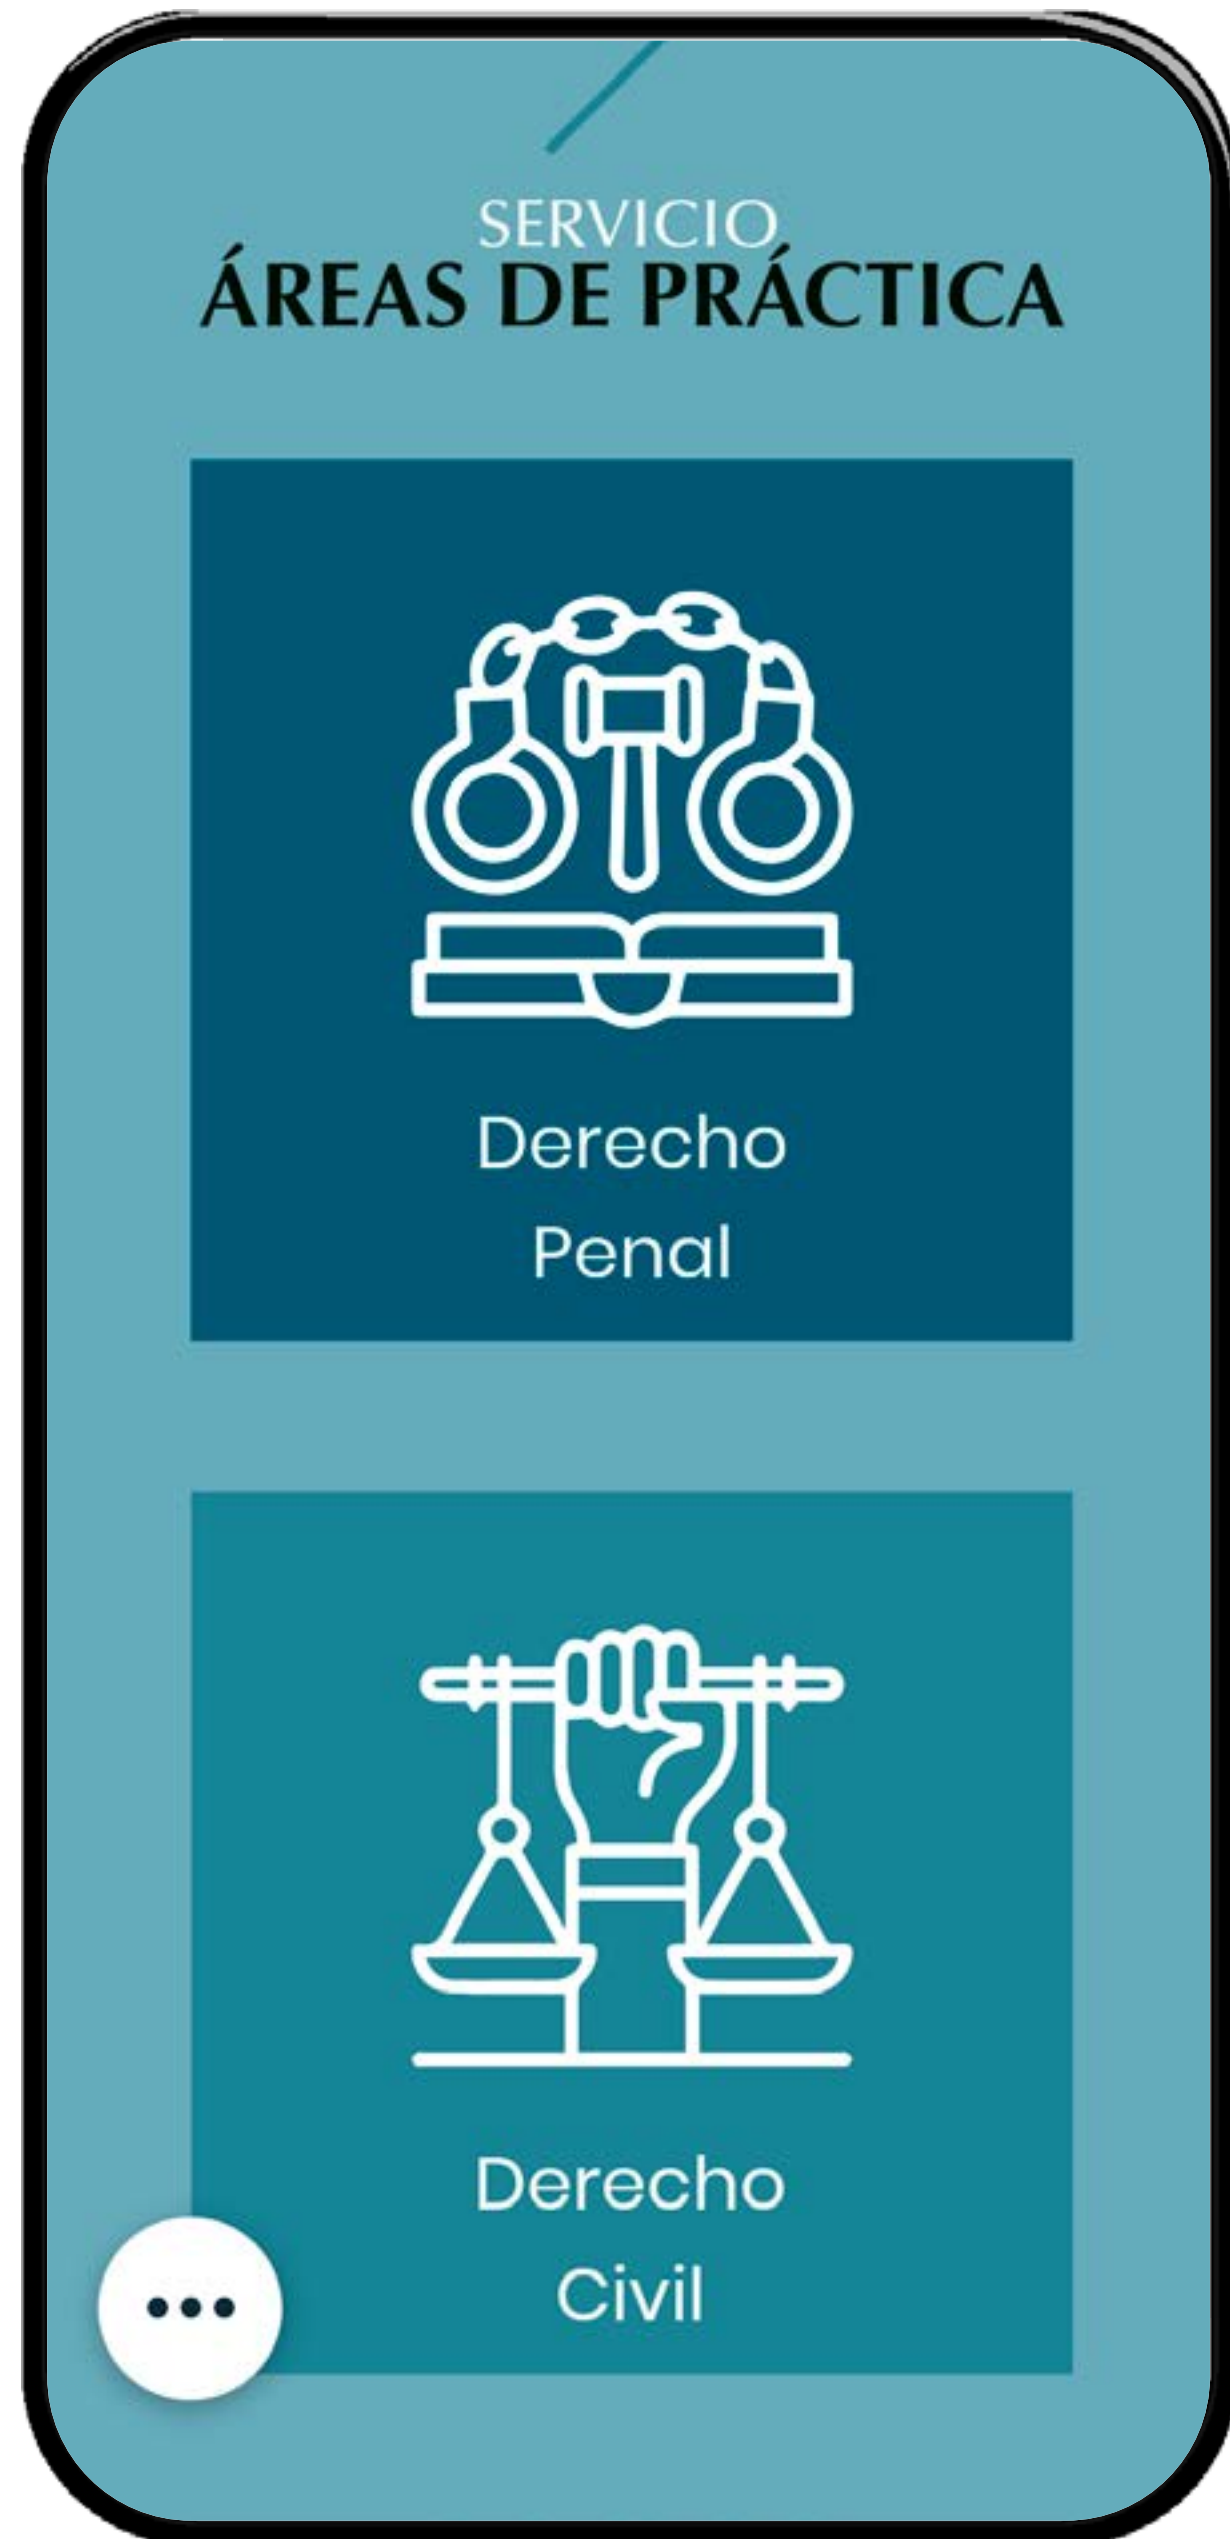 SERVICIO
ÁREAS DE PRÁCTICA
Derecho
Penal
Derecho
Civil